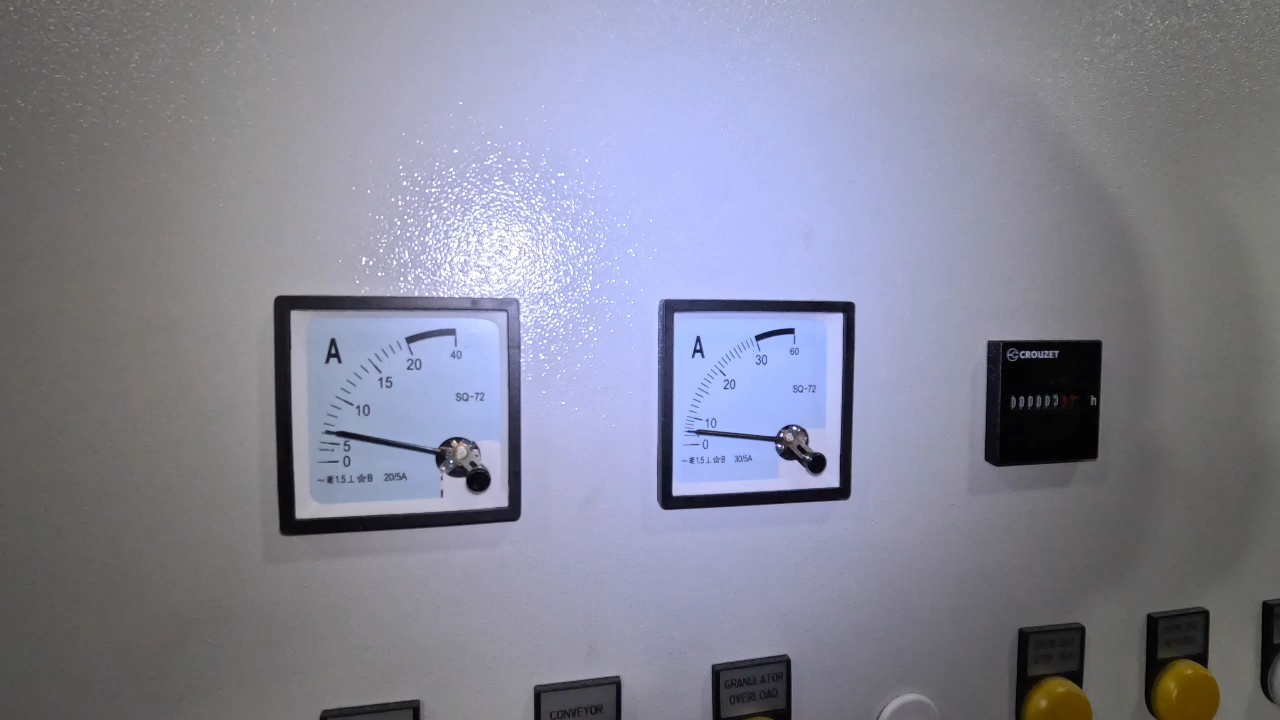 A
40
20
15
10
5
0
SQ-72
1.5
B
20/5A
A
60
30
20
10
0
SQ-72
1.5
B
30/5A
CROUZET
h
CONVEYOR
GRANULATOR
OVERLOAD